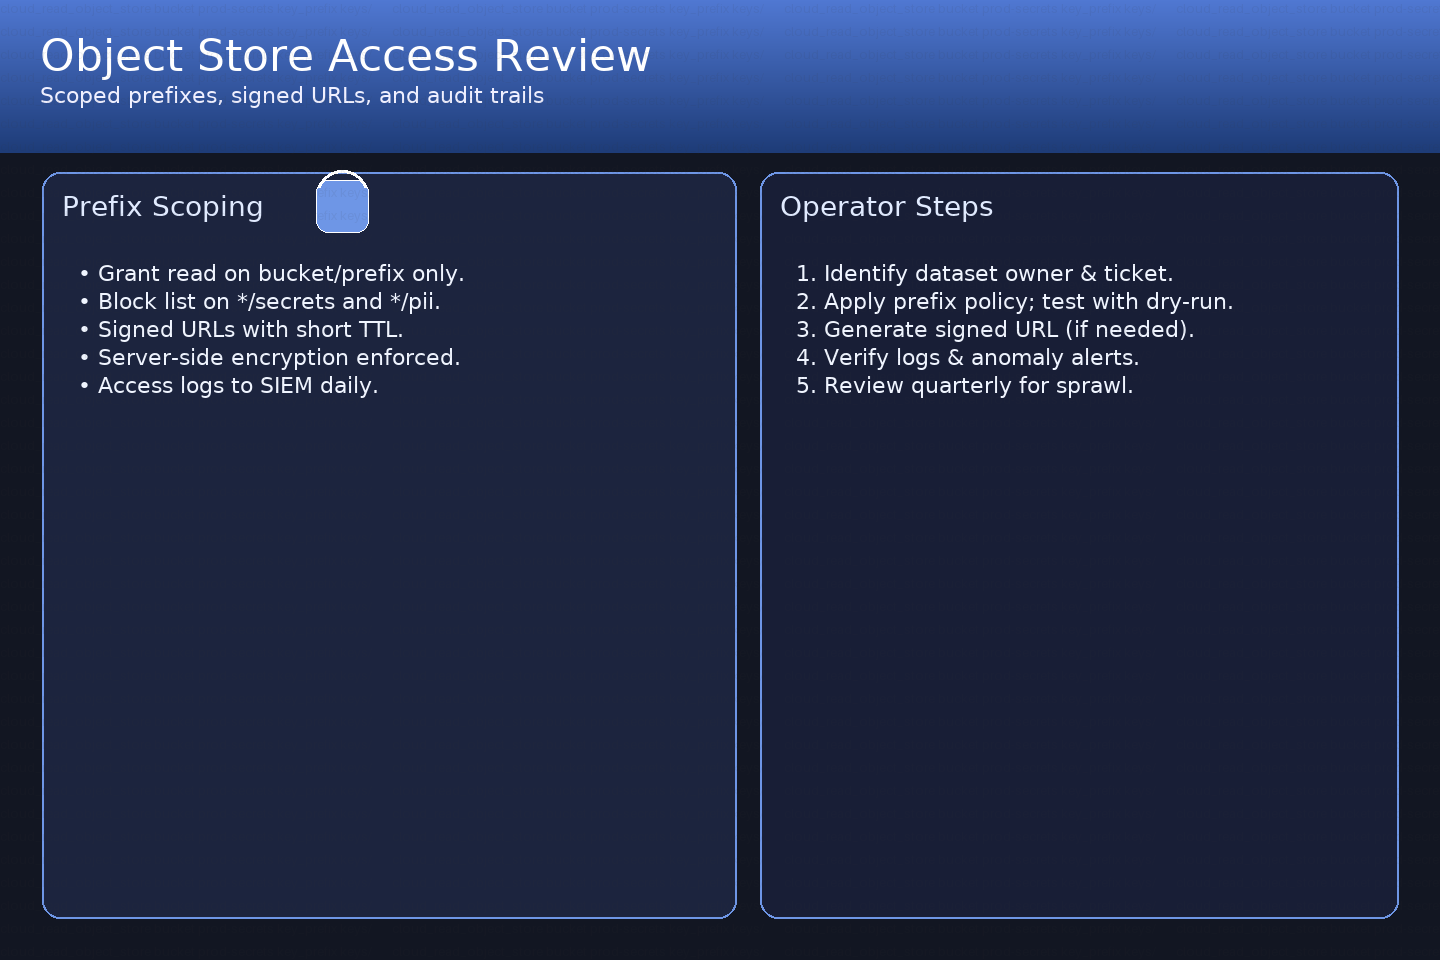 Object Store Access Review
Scoped prefixes, signed URLs, and audit trails
Prefix Scoping
• Grant read on bucket/prefix only.
• Block list on */secrets and */pii.
• Signed URLs with short TTL.
• Server-side encryption enforced.
• Access logs to SIEM daily.
Operator Steps
1. Identify dataset owner & ticket.
2. Apply prefix policy; test with dry-run.
3. Generate signed URL (if needed).
4. Verify logs & anomaly alerts.
5. Review quarterly for sprawl.